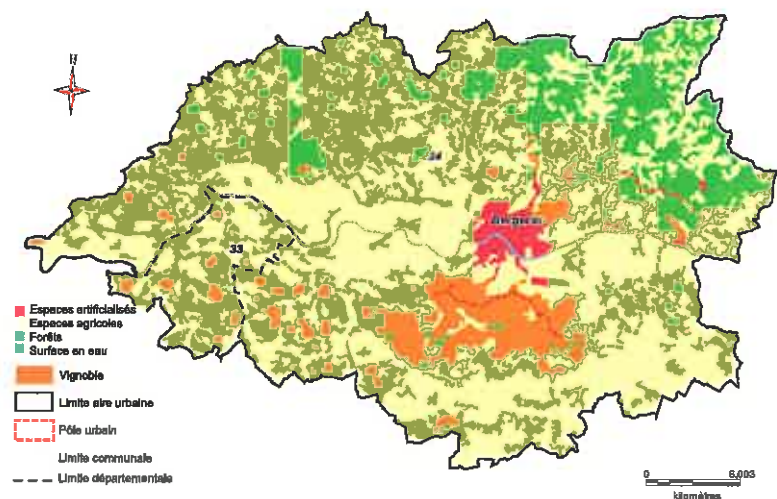 N
24
33
Espaces artificialisés
Espaces agricoles
Forêts
Surface en eau
Vignoble
Limite aire urbaine
Pôle urbain
Limite communale
Limite départementale
0 6,003
kilomètres